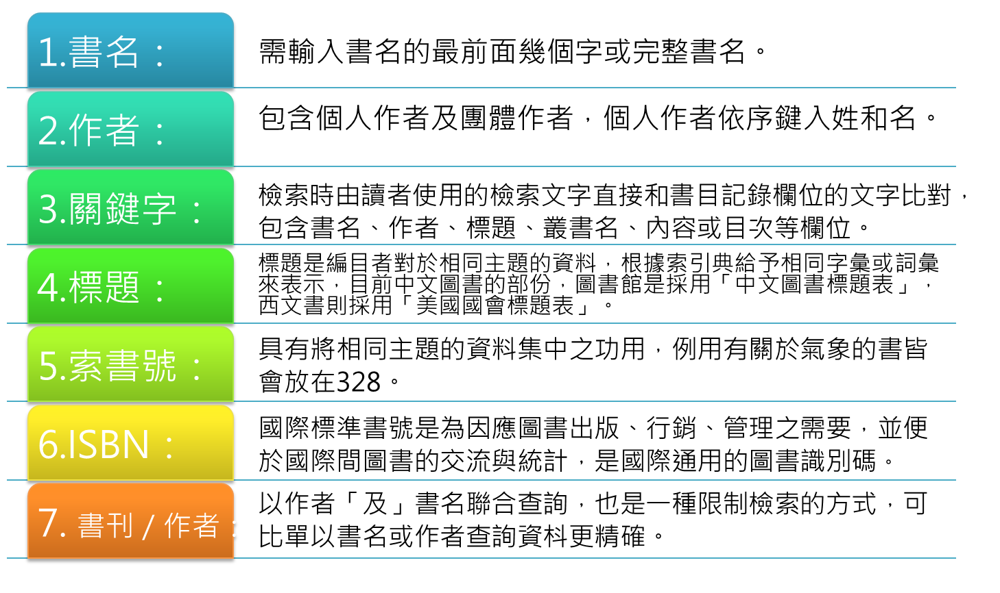 1.書名：
需輸入書名的最前面幾個字或完整書名。
2.作者：
包含個人作者及團體作者，個人作者依序鍵入姓和名。
3.關鍵字：
檢索時由讀者使用的檢索文字直接和書目記錄欄位的文字比對，
包含書名、作者、標題、叢書名、內容或目次等欄位。
4.標題：
標題是編目者對於相同主題的資料，根據索引典給予相同字彙或詞彙
來表示，目前中文圖書的部份，圖書館是採用「中文圖書標題表」，
西文書則採用「美國國會標題表」。
5.索書號：
具有將相同主題的資料集中之功用，例用有關於氣象的書皆
會放在328。
6.ISBN：
國際標準書號是為因應圖書出版、行銷、管理之需要，並便
於國際間圖書的交流與統計，是國際通用的圖書識別碼。
7. 書刊 / 作者：
以作者「及」書名聯合查詢，也是一種限制檢索的方式，可
比單以書名或作者查詢資枓更精確。